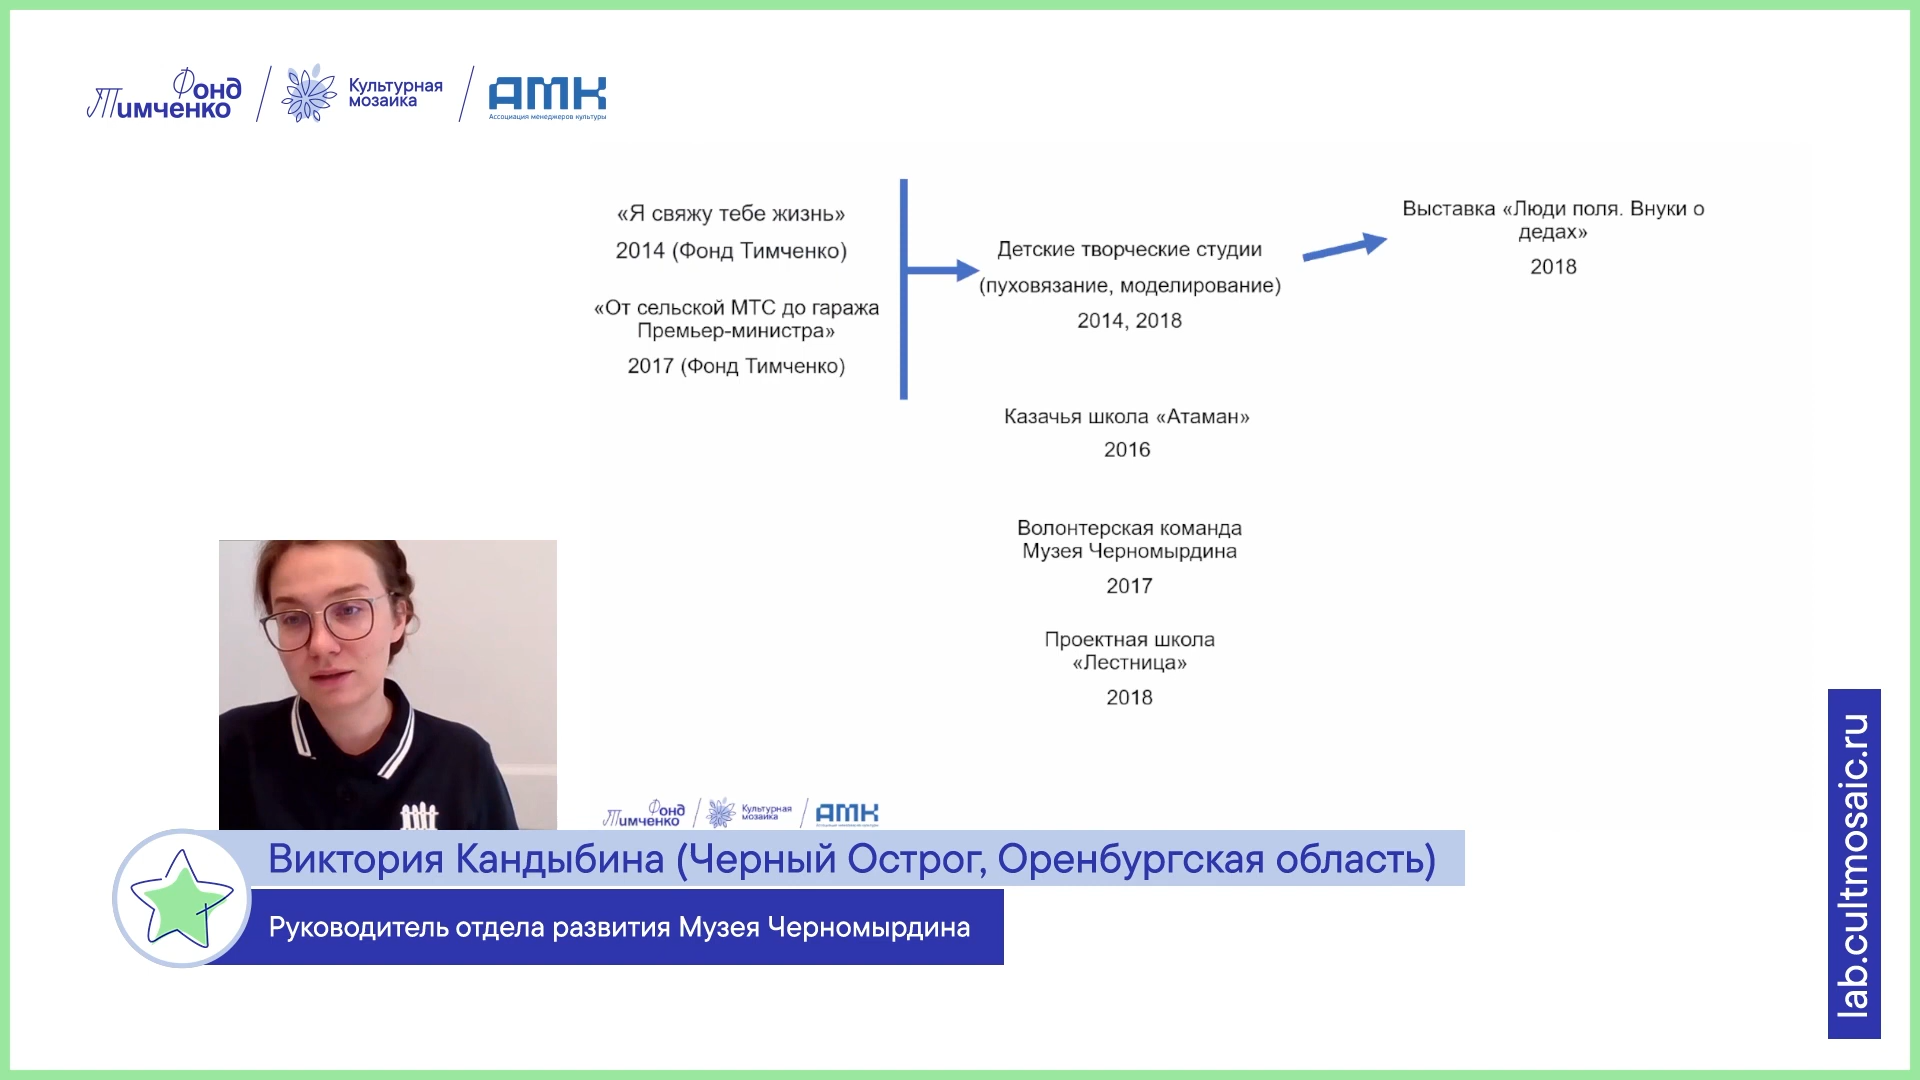 Фонд
Тимченко
Культурная
мозаика
АМК
Ассоциация менеджеров культуры
«Я свяжу тебе жизнь»
2014 (Фонд Тимченко)
«От сельской МТС до гаража
Премьер-министра»
2017 (Фонд Тимченко)
Детские творческие студии
(пуховязание, моделирование)
2014, 2018
Выставка «Люди поля. Внуки о
дедах»
2018
Казачья школа «Атаман»
2016
Волонтерская команда
Музея Черномырдина
2017
Проектная школа
«Лестница»
2018
Фонд
Тимченко
Культурная
мозаика
АМК
Виктория Кандыбина (Черный Острог, Оренбургская область)
Руководитель отдела развития Музея Черномырдина
lab.cultmosaic.ru